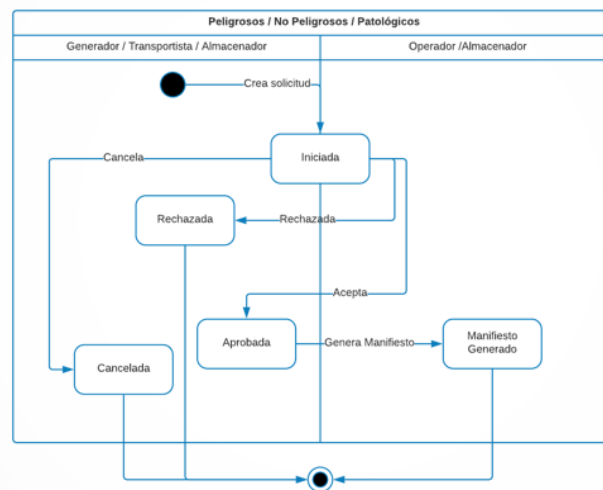 Peligrosos / No Peligrosos / Patológicos
Generador / Transportista / Almacenador
Operador /Almacenador
Crea solicitud
Iniciada
Cancela
Rechazada
Rechazada
Acepta
Aprobada
Genera Manifiesto
Manifiesto
Generado
Cancelada